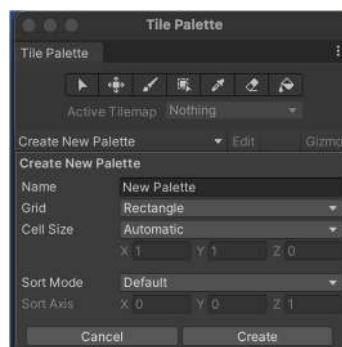 Tile Palette
Tile Palette
Active Tilemap Nothing
Create New Palette Edit Gizmo
Create New Palette
Name New Palette
Grid Rectangle
Cell Size Automatic
X 1 Y 1 Z 0
Sort Mode Default
Sort Axis X 0 Y 0 Z 1
Cancel Create